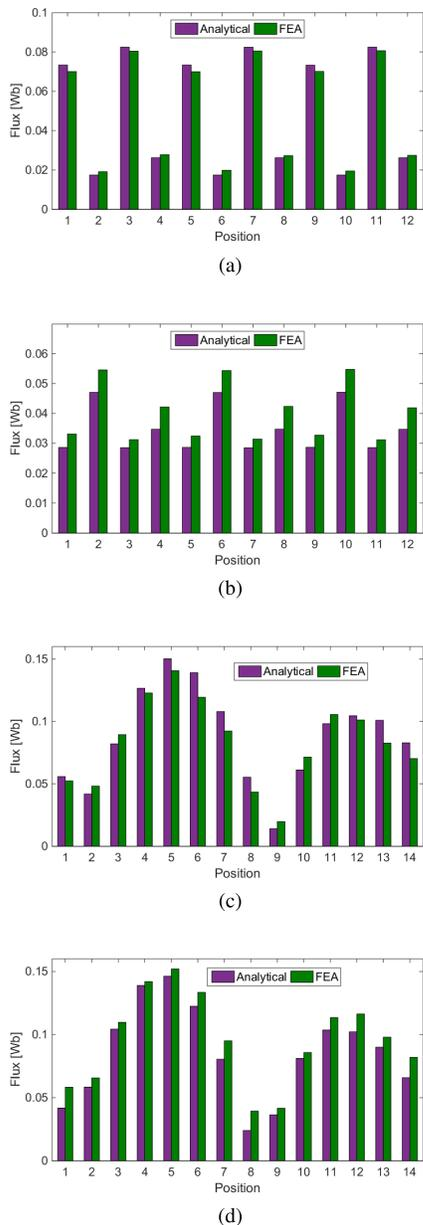 0.1
Analytical FEA
0.08
0.06
0.04
0.02
0
Flux [Wb]
1 2 3 4 5 6 7 8 9 10 11 12
Position
(a)
Analytical FEA
0.06
0.05
0.04
0.03
0.02
0.01
0
Flux [Wb]
1 2 3 4 5 6 7 8 9 10 11 12
Position
(b)
0.15
Analytical FEA
0.1
0.05
0
Flux [Wb]
1 2 3 4 5 6 7 8 9 10 11 12 13 14
Position
(c)
0.15
Analytical FEA
0.1
0.05
0
Flux [Wb]
1 2 3 4 5 6 7 8 9 10 11 12 13 14
Position
(d)